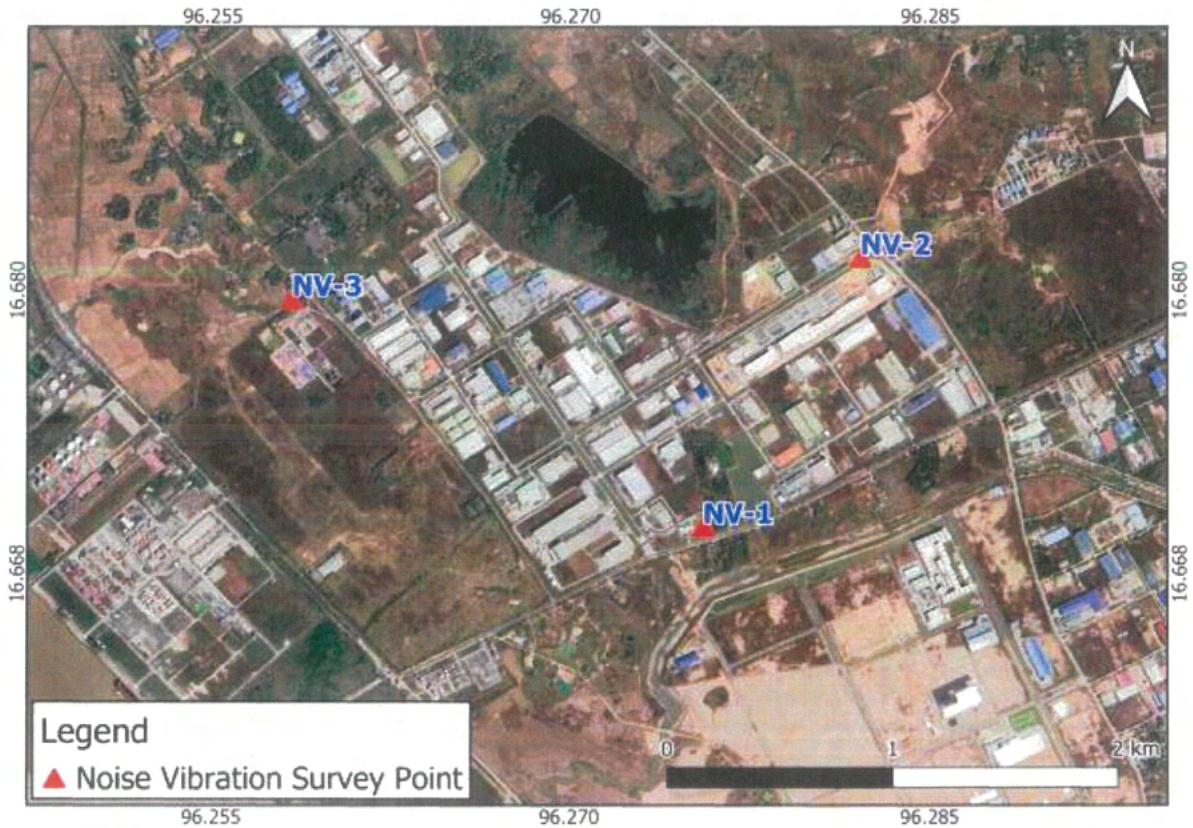 96.255 96.270 96.285
N
NV-2
16.680 NV-3 16.680
NV-1
16.668 16.668
Legend
0 1 2 km
Noise Vibration Survey Point
96.255 96.270 96.285